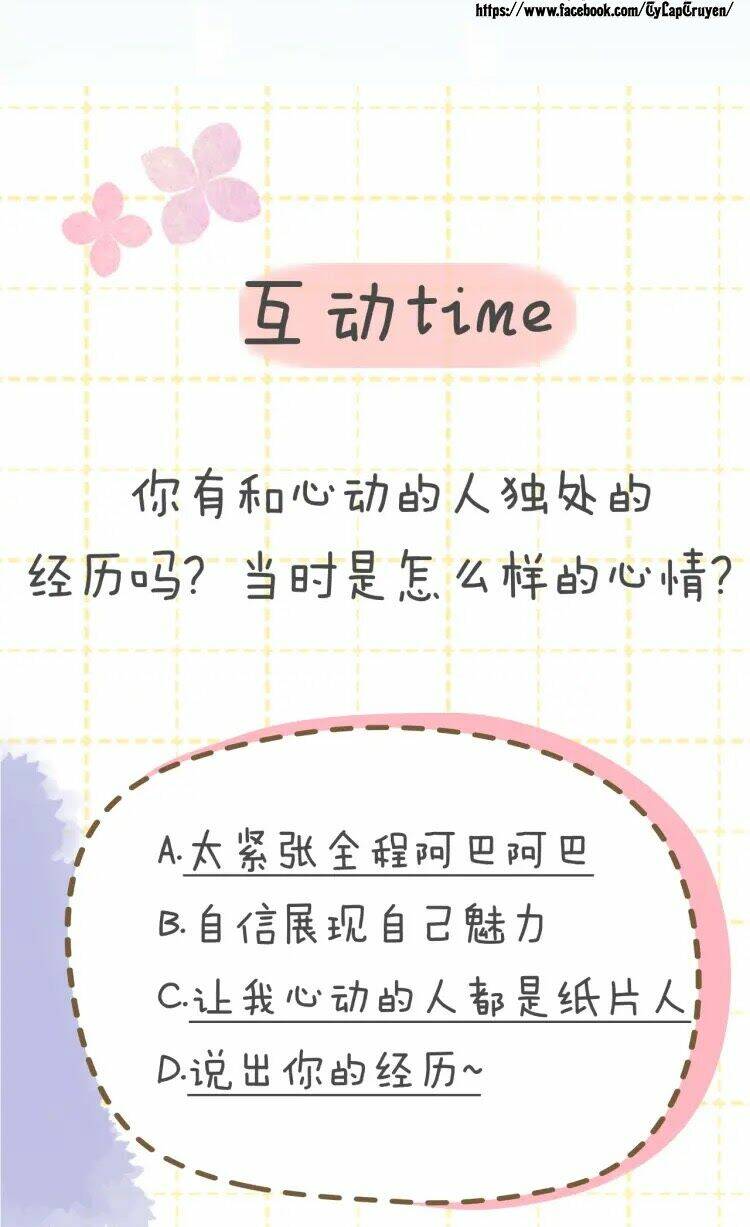 https://www.facebook.com/TyLapTruyen/
互动time
你有和心动的人独处的
经历吗？当时是怎么样的心情？
A.太紧张全程阿巴阿巴
B.自信展现自己魅力
C.让我心动的人都是纸片人
D.说出你的经历~